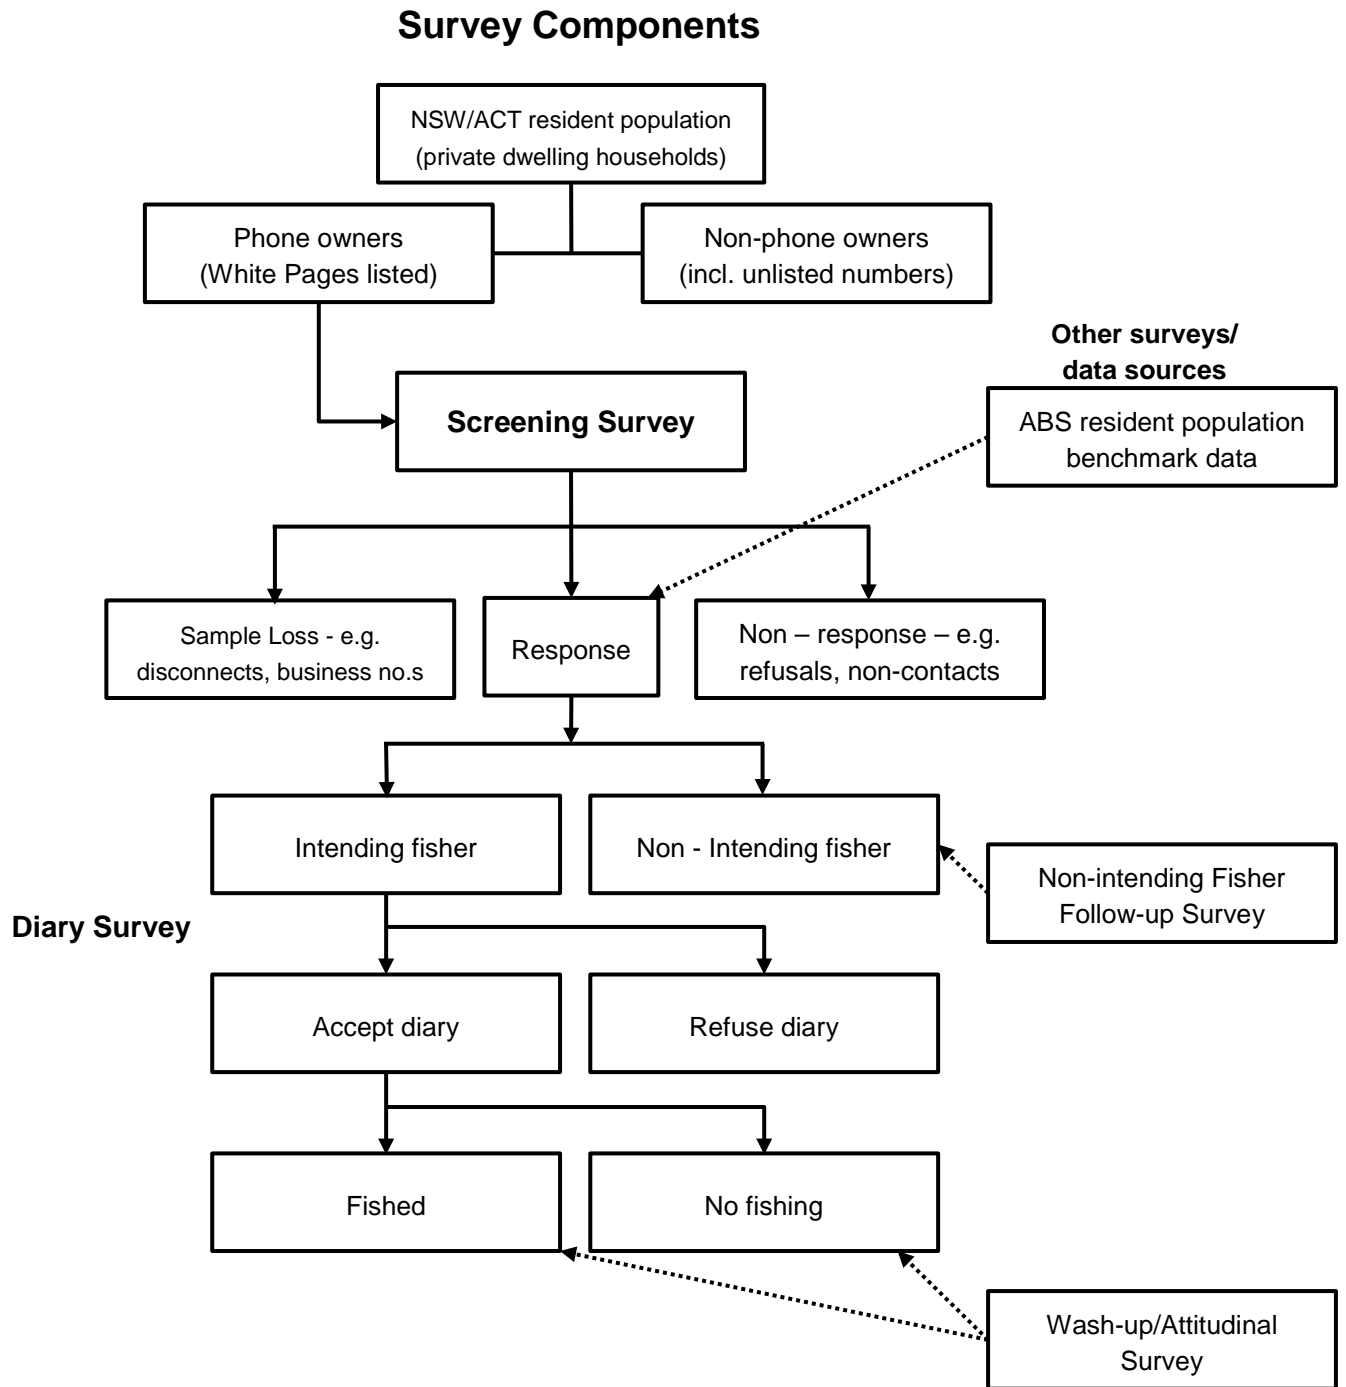 Survey Components
NSW/ACT resident population
(private dwelling households)
Phone owners
(White Pages listed)
Non-phone owners
(incl. unlisted numbers)
Other surveys/
data sources
Screening Survey
ABS resident population
benchmark data
Sample Loss - e.g.
disconnects, business no.s
Response
Non – response – e.g.
refusals, non-contacts
Intending fisher
Non - Intending fisher
Non-intending Fisher
Follow-up Survey
Diary Survey
Accept diary
Refuse diary
Fished
No fishing
Wash-up/Attitudinal
Survey